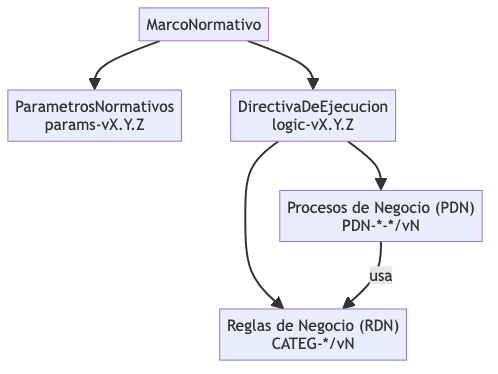 MarcoNormativo
ParametrosNormativos
params-vX.Y.Z
DirectivaDeEjecucion
logic-vX.Y.Z
Procesos de Negocio (PDN)
PDN-*-*/vN
usa
Reglas de Negocio (RDN)
CATEG-*/vN